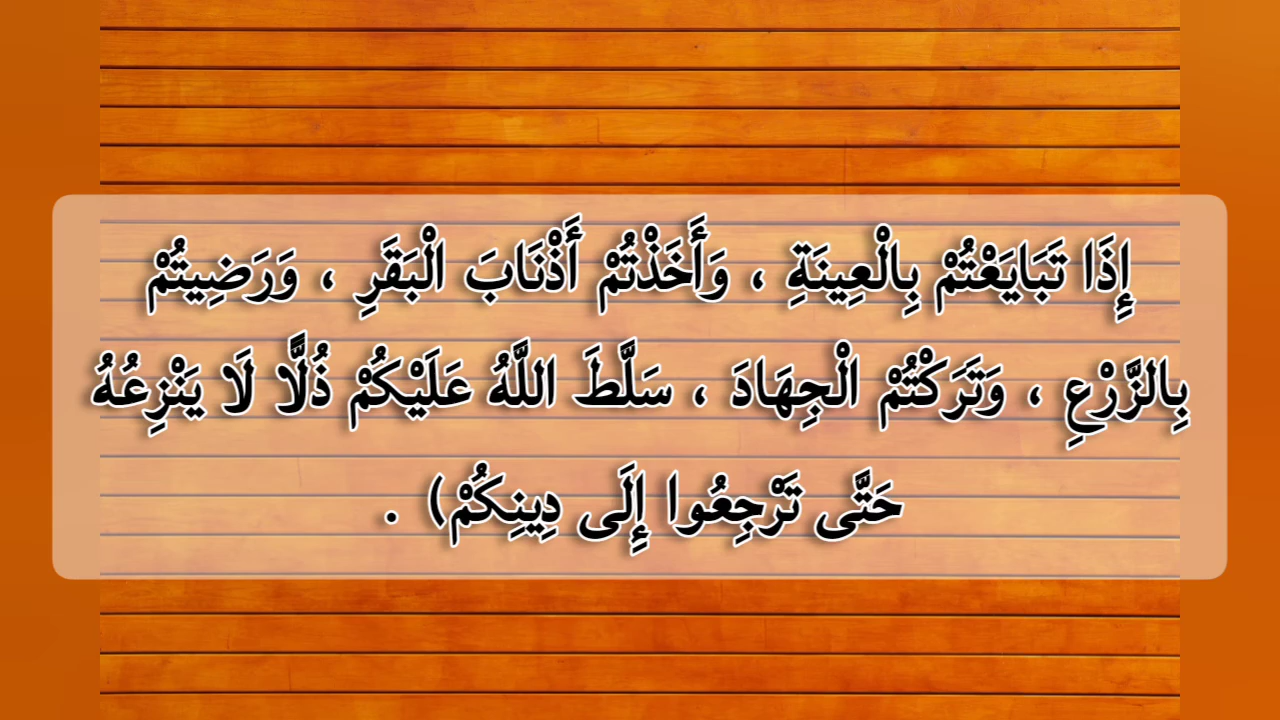 إِذَا تَبَايَعْتُمْ بِالْعِينَةِ ، وَأَخَذْتُمْ أَذْنَابَ الْبَقَرِ ، وَرَضِيتُمْ
بِالزَّرْعِ ، وَتَرَكْتُمْ الْجِهَادَ ، سَلَّطَ اللَّهُ عَلَيْكُمْ ذُلًّا لَا يَنْزِعُهُ
حَتَّى تَرْجِعُوا إِلَى دِينِكُمْ) .